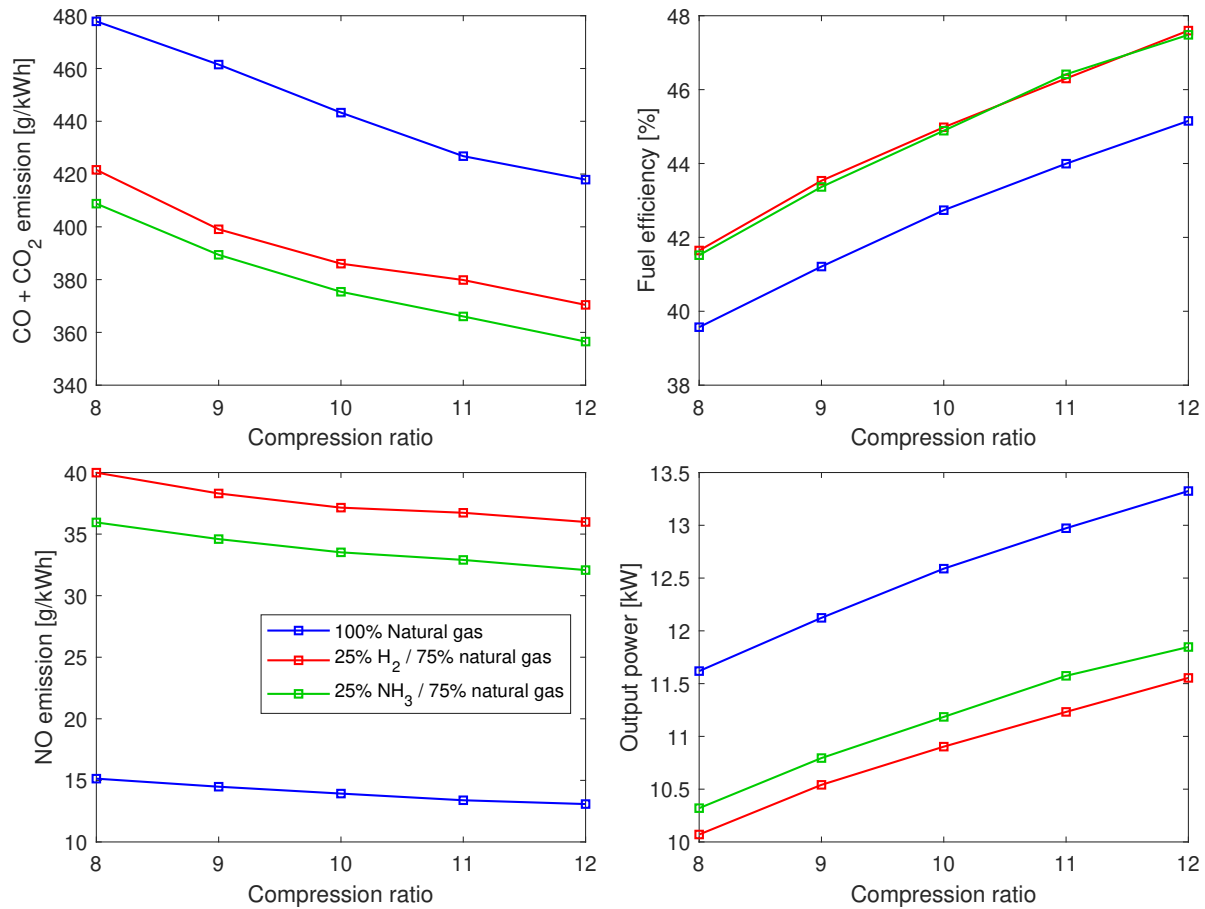 CO + CO2 emission [g/kWh]
480
460
440
420
400
380
360
340
8 9 10 11 12
Compression ratio
Fuel efficiency [%]
48
46
44
42
40
38
8 9 10 11 12
Compression ratio
NO emission [g/kWh]
40
35
30
25
20
15
10
8 9 10 11 12
Compression ratio
100% Natural gas
25% H2 / 75% natural gas
25% NH3 / 75% natural gas
Output power [kW]
13.5
13
12.5
12
11.5
11
10.5
10
8 9 10 11 12
Compression ratio